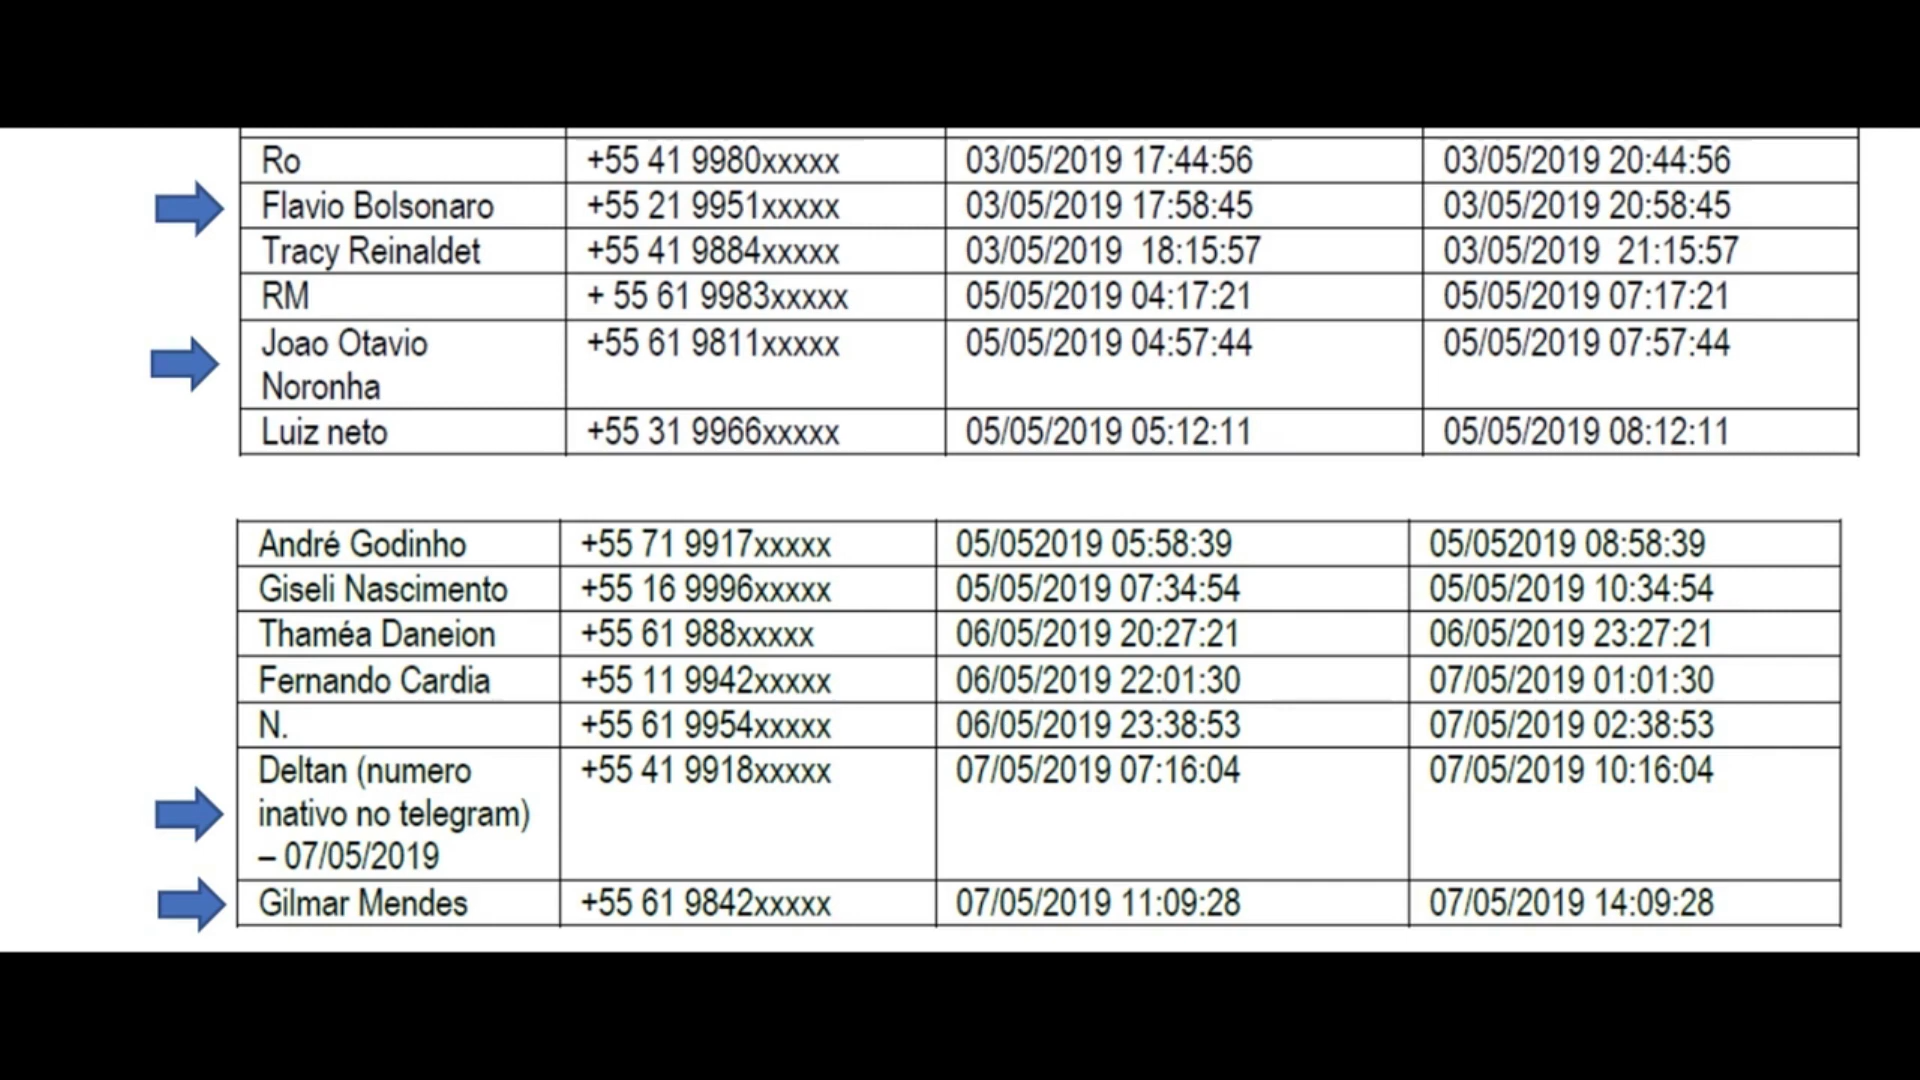 Ro +55 41 9980xxxxx 03/05/2019 17:44:56 03/05/2019 20:44:56
Flavio Bolsonaro +55 21 9951xxxxx 03/05/2019 17:58:45 03/05/2019 20:58:45
Tracy Reinaldet +55 41 9884xxxxx 03/05/2019 18:15:57 03/05/2019 21:15:57
RM + 55 61 9983xxxxx 05/05/2019 04:17:21 05/05/2019 07:17:21
Joao Otavio +55 61 9811xxxxx 05/05/2019 04:57:44 05/05/2019 07:57:44
Noronha
Luiz neto +55 31 9966xxxxx 05/05/2019 05:12:11 05/05/2019 08:12:11
André Godinho +55 71 9917xxxxx 05/052019 05:58:39 05/052019 08:58:39
Giseli Nascimento +55 16 9996xxxxx 05/05/2019 07:34:54 05/05/2019 10:34:54
Thaméa Daneion +55 61 988xxxxx 06/05/2019 20:27:21 06/05/2019 23:27:21
Fernando Cardia +55 11 9942xxxxx 06/05/2019 22:01:30 07/05/2019 01:01:30
N. +55 61 9954xxxxx 06/05/2019 23:38:53 07/05/2019 02:38:53
Deltan (numero +55 41 9918xxxxx 07/05/2019 07:16:04 07/05/2019 10:16:04
inativo no telegram)
– 07/05/2019
Gilmar Mendes +55 61 9842xxxxx 07/05/2019 11:09:28 07/05/2019 14:09:28